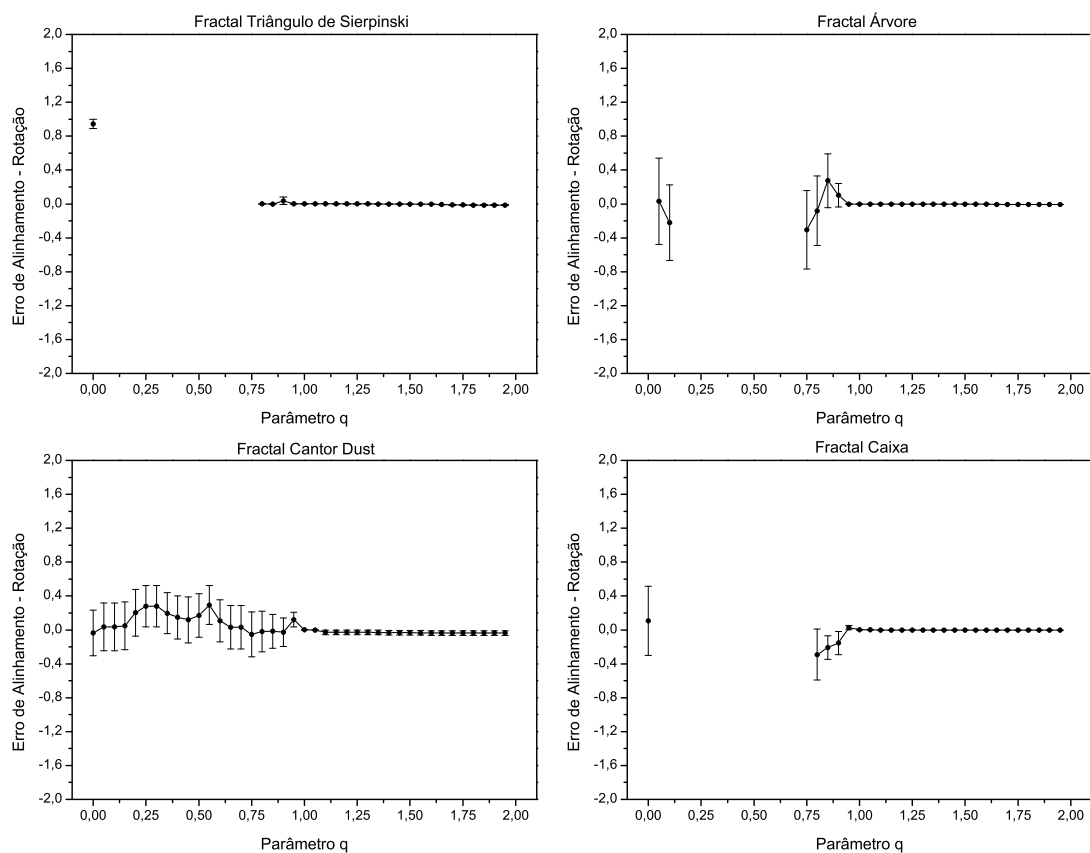 Fractal Triângulo de Sierpinski
Erro de Alinhamento - Rotação
2,0
1,6
1,2
0,8
0,4
0,0
-0,4
-0,8
-1,2
-1,6
-2,0
0,00 0,25 0,50 0,75 1,00 1,25 1,50 1,75 2,00
Parâmetro q
Fractal Árvore
Erro de Alinhamento - Rotação
2,0
1,6
1,2
0,8
0,4
0,0
-0,4
-0,8
-1,2
-1,6
-2,0
0,00 0,25 0,50 0,75 1,00 1,25 1,50 1,75 2,00
Parâmetro q
Fractal Cantor Dust
Erro de Alinhamento - Rotação
2,0
1,6
1,2
0,8
0,4
0,0
-0,4
-0,8
-1,2
-1,6
-2,0
0,00 0,25 0,50 0,75 1,00 1,25 1,50 1,75 2,00
Parâmetro q
Fractal Caixa
Erro de Alinhamento - Rotação
2,0
1,6
1,2
0,8
0,4
0,0
-0,4
-0,8
-1,2
-1,6
-2,0
0,00 0,25 0,50 0,75 1,00 1,25 1,50 1,75 2,00
Parâmetro q